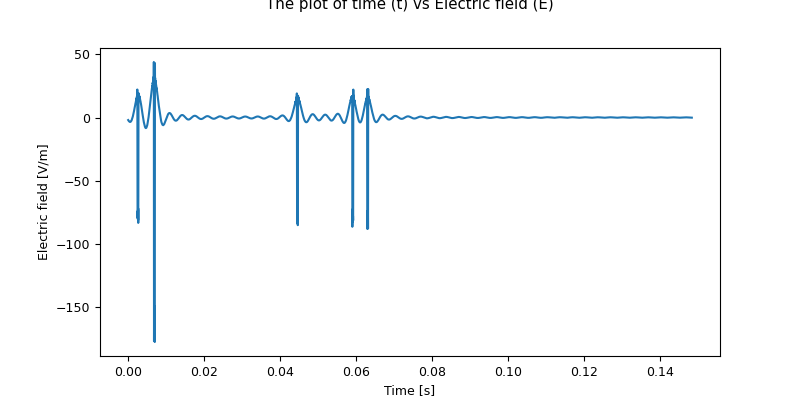 The plot of time (t) vs Electric field (E)
50
0
−50
−100
−150
Electric field [V/m]
0.00 0.02 0.04 0.06 0.08 0.10 0.12 0.14
Time [s]